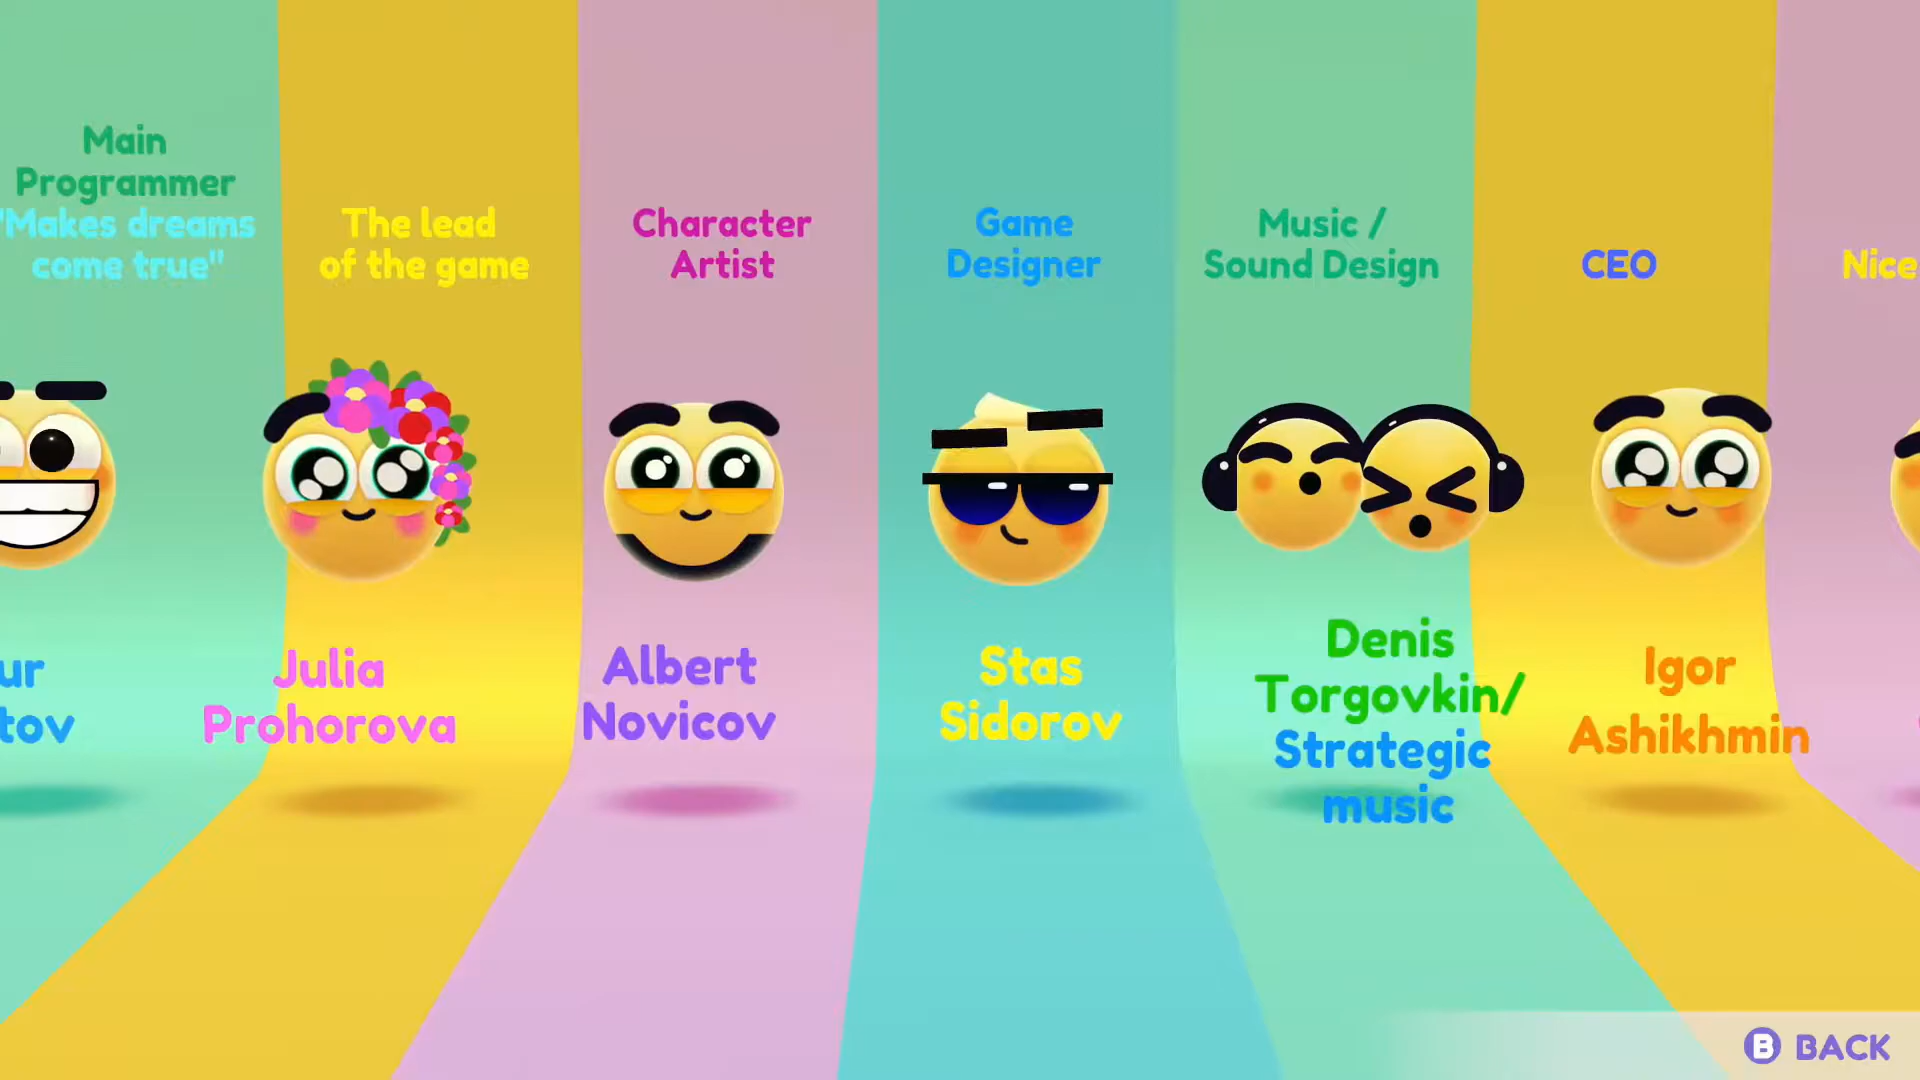 Main
Programmer
"Makes dreams
come true"
The lead
of the game
Character
Artist
Game
Designer
Music /
Sound Design
CEO
Nice
ur
tov
Julia
Prohorova
Albert
Novicov
Stas
Sidorov
Denis
Torgovkin/
Strategic
music
Igor
Ashikhmin
B BACK